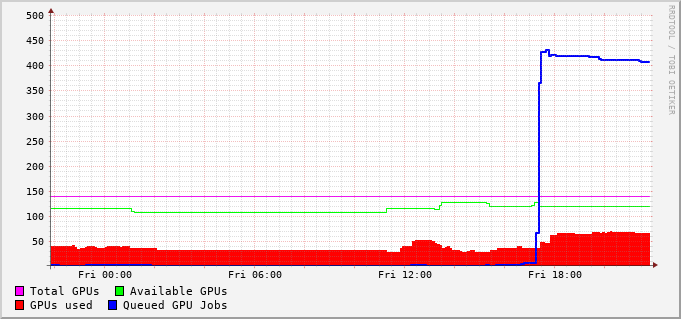 500
450
400
350
300
250
200
150
100
50
Fri 00:00 Fri 06:00 Fri 12:00 Fri 18:00
Total GPUs Available GPUs
GPUs used Queued GPU Jobs
RRDTOOL / TOBI OETIKER